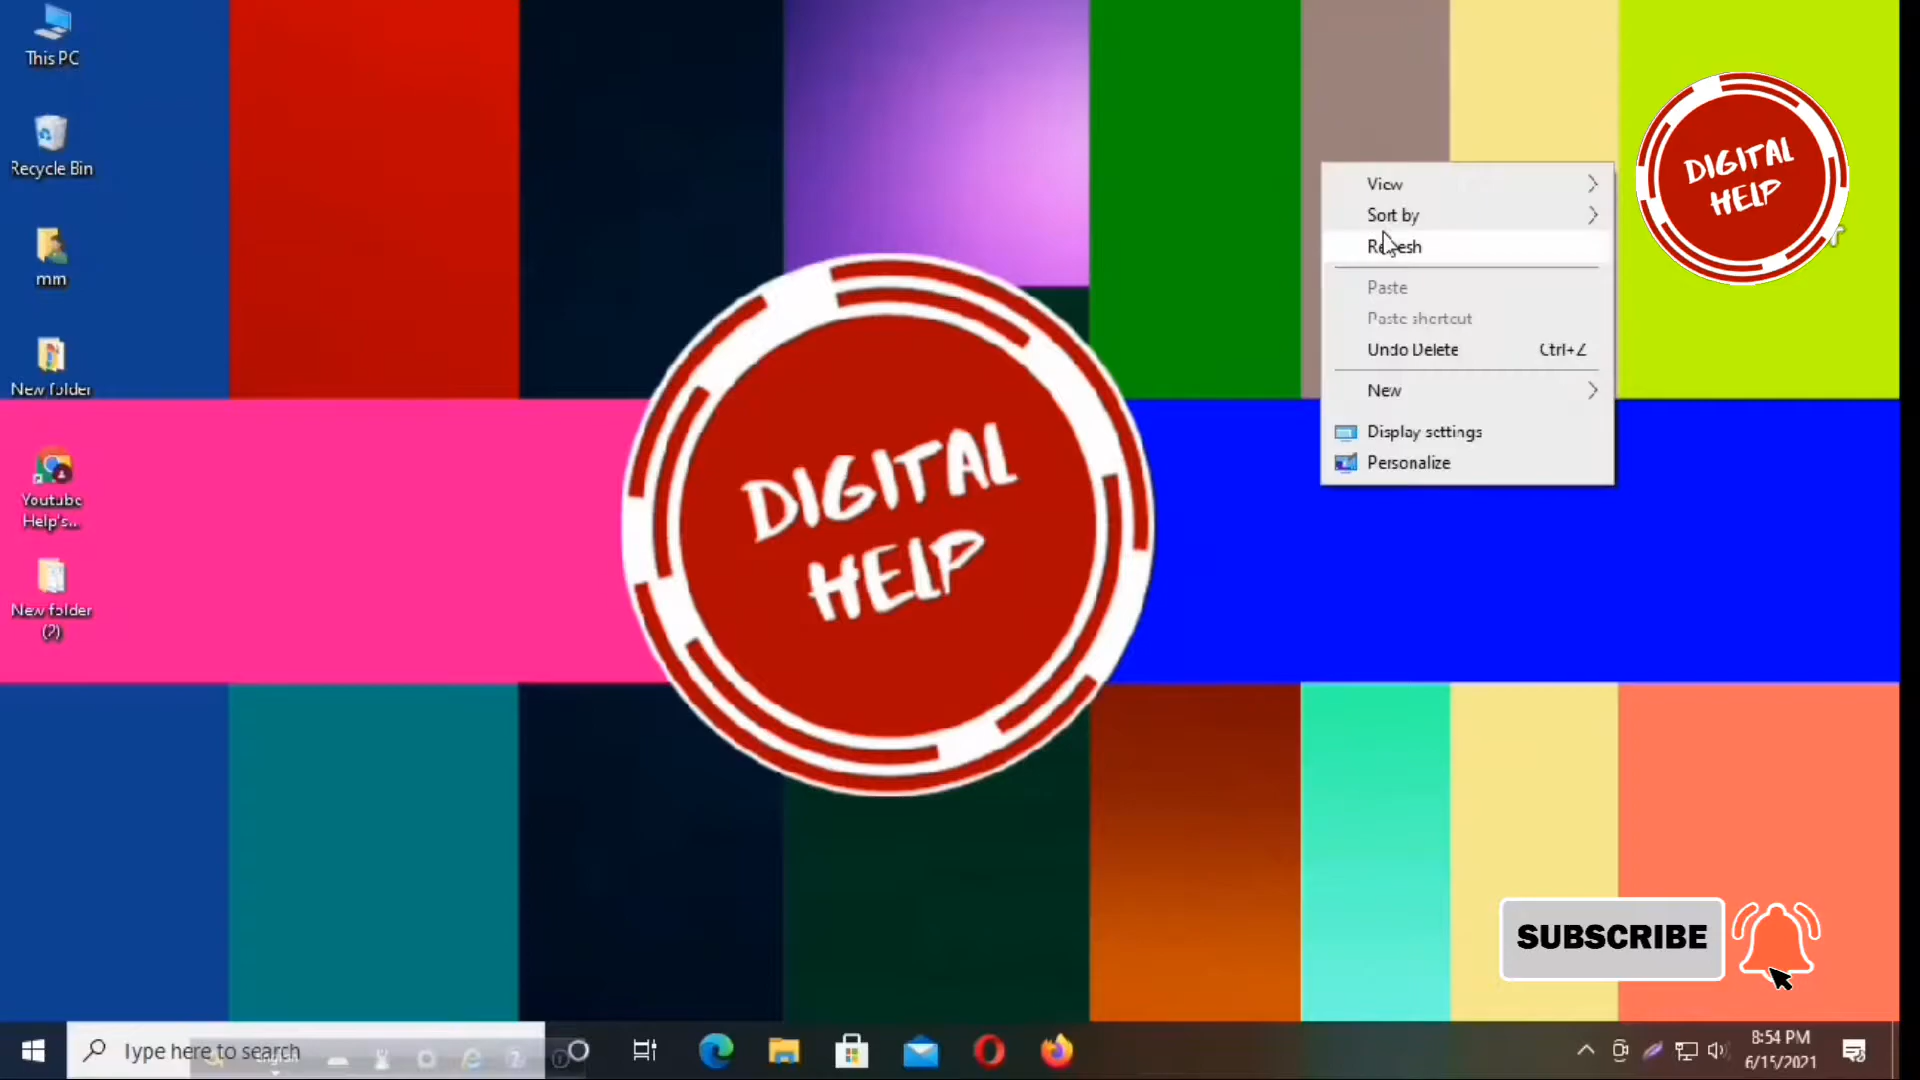 This PC
Recycle Bin
mm
New folder
Youtube
Help's...
New folder
(2)
DIGITAL
HELP
View
Sort by
Refresh
Paste
Paste shortcut
Undo Delete Ctrl+Z
New
Display settings
Personalize
DIGITAL
HELP
SUBSCRIBE
Type here to search
English
8:54 PM
6/15/2021